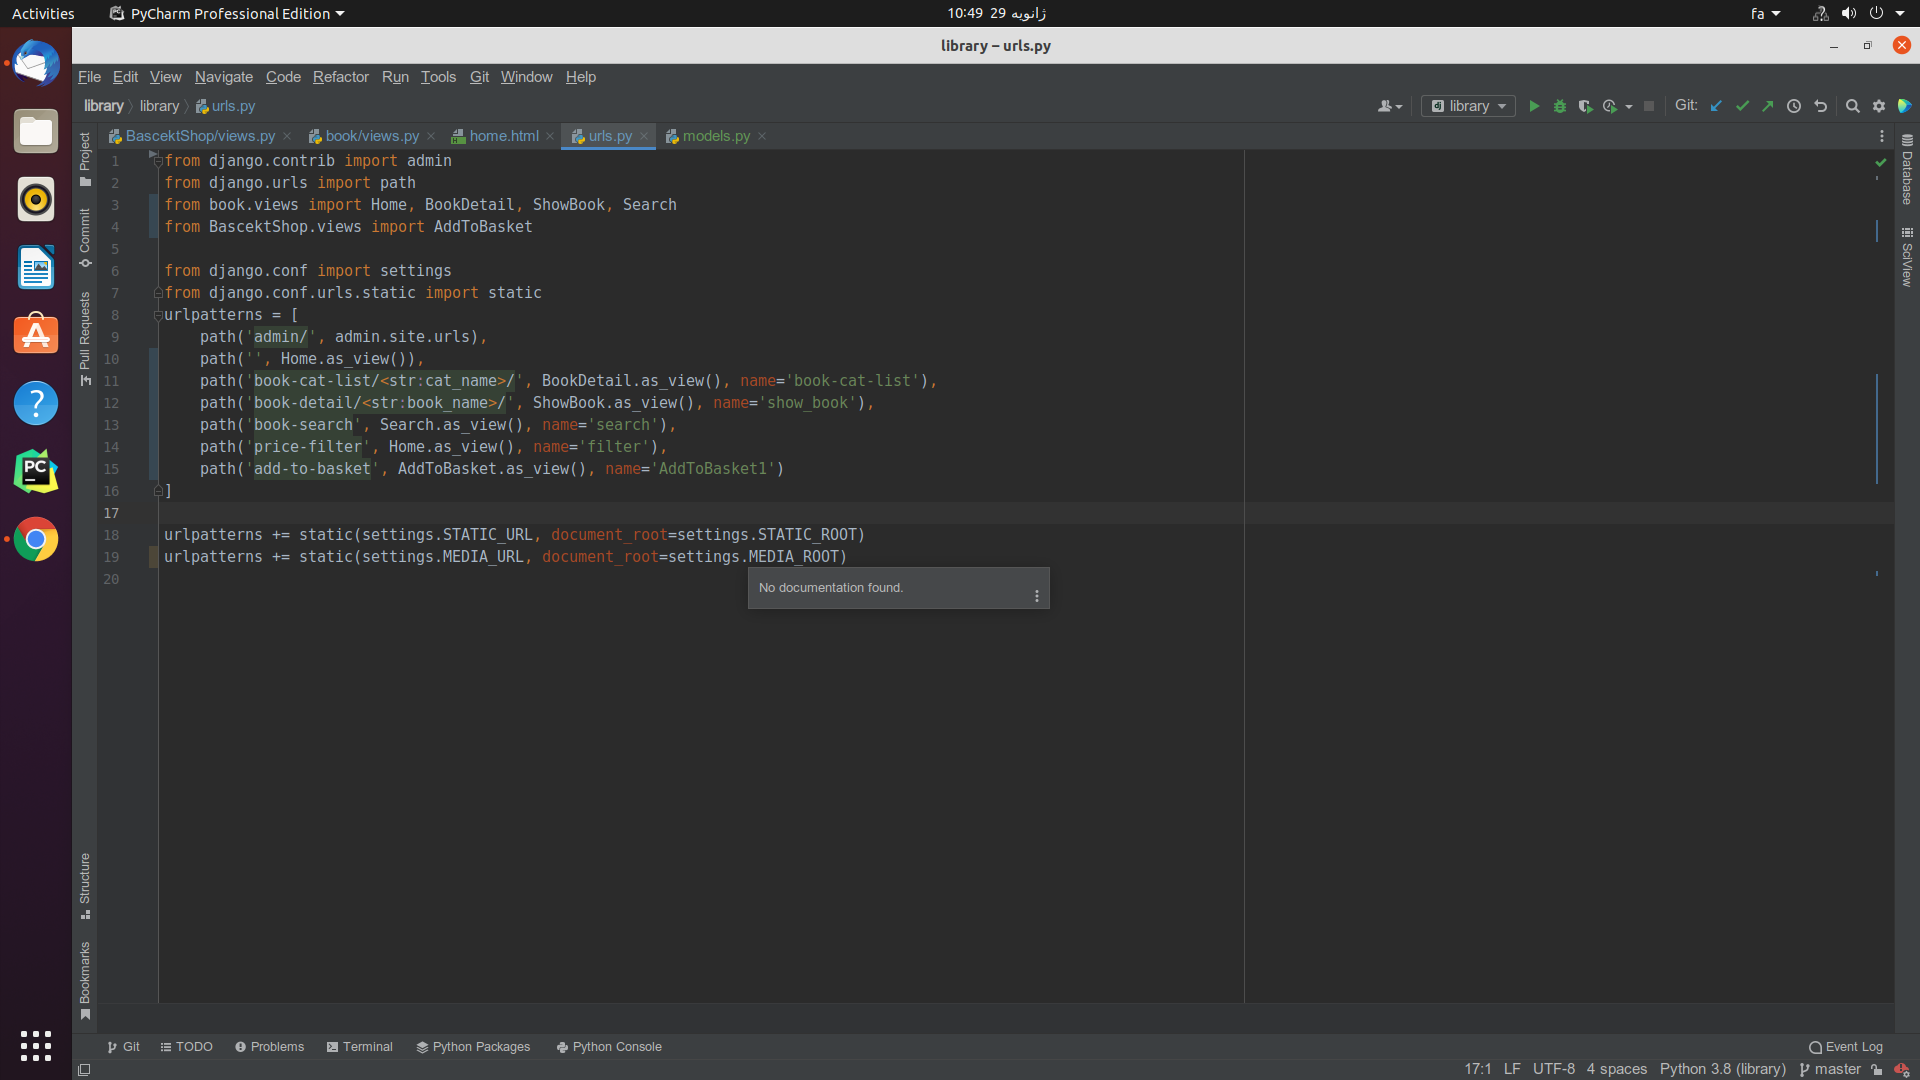 Activities PyCharm Professional Edition 10:49 29 ژانویه fa
library – urls.py
File Edit View Navigate Code Refactor Run Tools Git Window Help
library library urls.py library Git:
BascektShop/views.py book/views.py home.html urls.py models.py
Project
Commit
Pull Requests
Structure
Bookmarks
Database
SciView
1 from django.contrib import admin
2 from django.urls import path
3 from book.views import Home, BookDetail, ShowBook, Search
4 from BascektShop.views import AddToBasket
5
6 from django.conf import settings
7 from django.conf.urls.static import static
8 urlpatterns = [
9 path('admin/', admin.site.urls),
10 path('', Home.as_view()),
11 path('book-cat-list/<str:cat_name>/', BookDetail.as_view(), name='book-cat-list'),
12 path('book-detail/<str:book_name>/', ShowBook.as_view(), name='show_book'),
13 path('book-search', Search.as_view(), name='search'),
14 path('price-filter', Home.as_view(), name='filter'),
15 path('add-to-basket', AddToBasket.as_view(), name='AddToBasket1')
16 ]
17
18 urlpatterns += static(settings.STATIC_URL, document_root=settings.STATIC_ROOT)
19 urlpatterns += static(settings.MEDIA_URL, document_root=settings.MEDIA_ROOT)
20
No documentation found.
Git TODO Problems Terminal Python Packages Python Console Event Log
17:1 LF UTF-8 4 spaces Python 3.8 (library) master